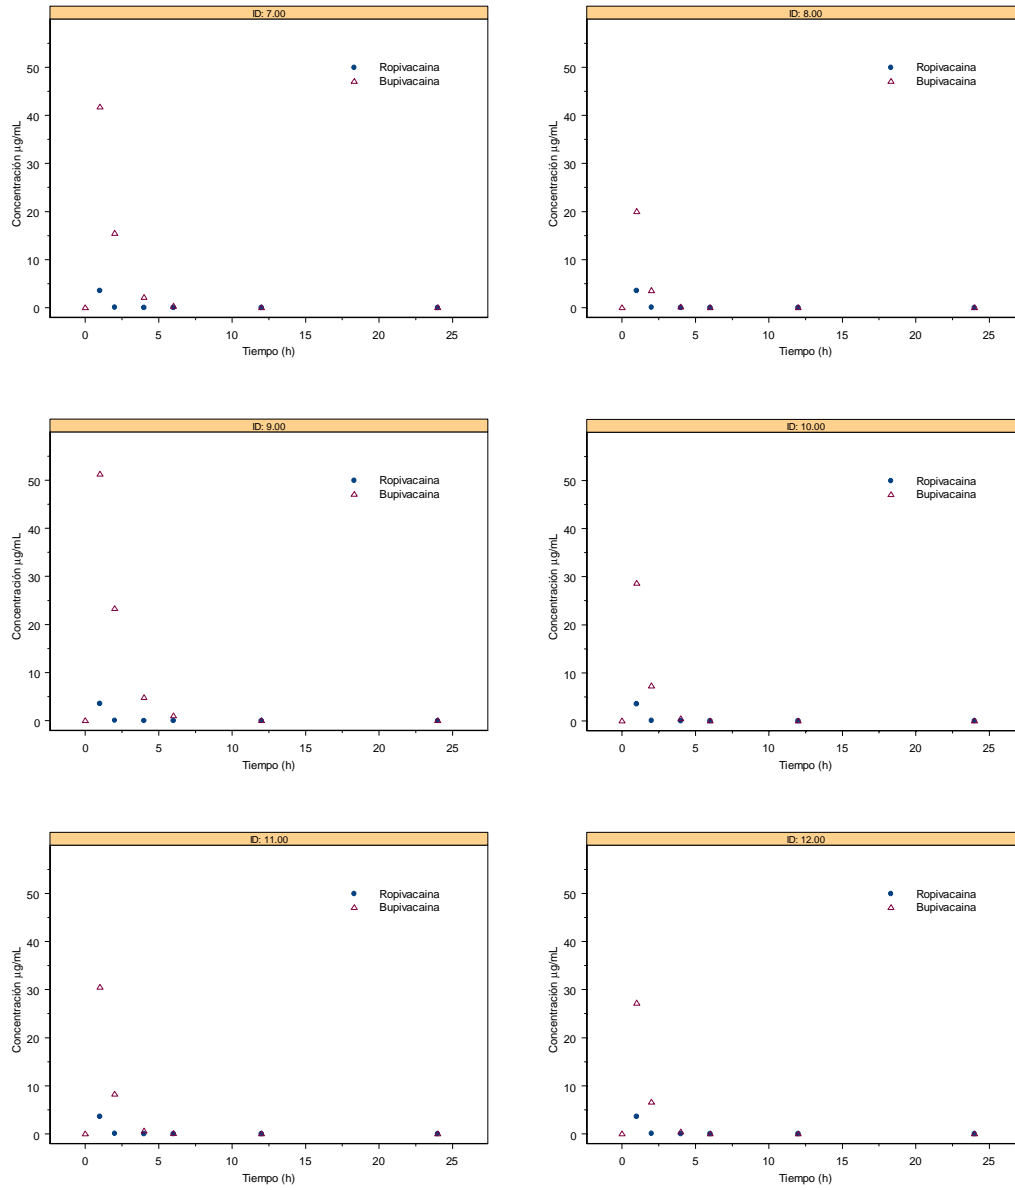 ID: 7.00
Ropivacaina
Bupivacaina
Concentración µg/mL
50
40
30
20
10
0
0 5 10 15 20 25
Tiempo (h)
ID: 8.00
Ropivacaina
Bupivacaina
Concentración µg/mL
50
40
30
20
10
0
0 5 10 15 20 25
Tiempo (h)
ID: 9.00
Ropivacaina
Bupivacaina
Concentración µg/mL
50
40
30
20
10
0
0 5 10 15 20 25
Tiempo (h)
ID: 10.00
Ropivacaina
Bupivacaina
Concentración µg/mL
50
40
30
20
10
0
0 5 10 15 20 25
Tiempo (h)
ID: 11.00
Ropivacaina
Bupivacaina
Concentración µg/mL
50
40
30
20
10
0
0 5 10 15 20 25
Tiempo (h)
ID: 12.00
Ropivacaina
Bupivacaina
Concentración µg/mL
50
40
30
20
10
0
0 5 10 15 20 25
Tiempo (h)